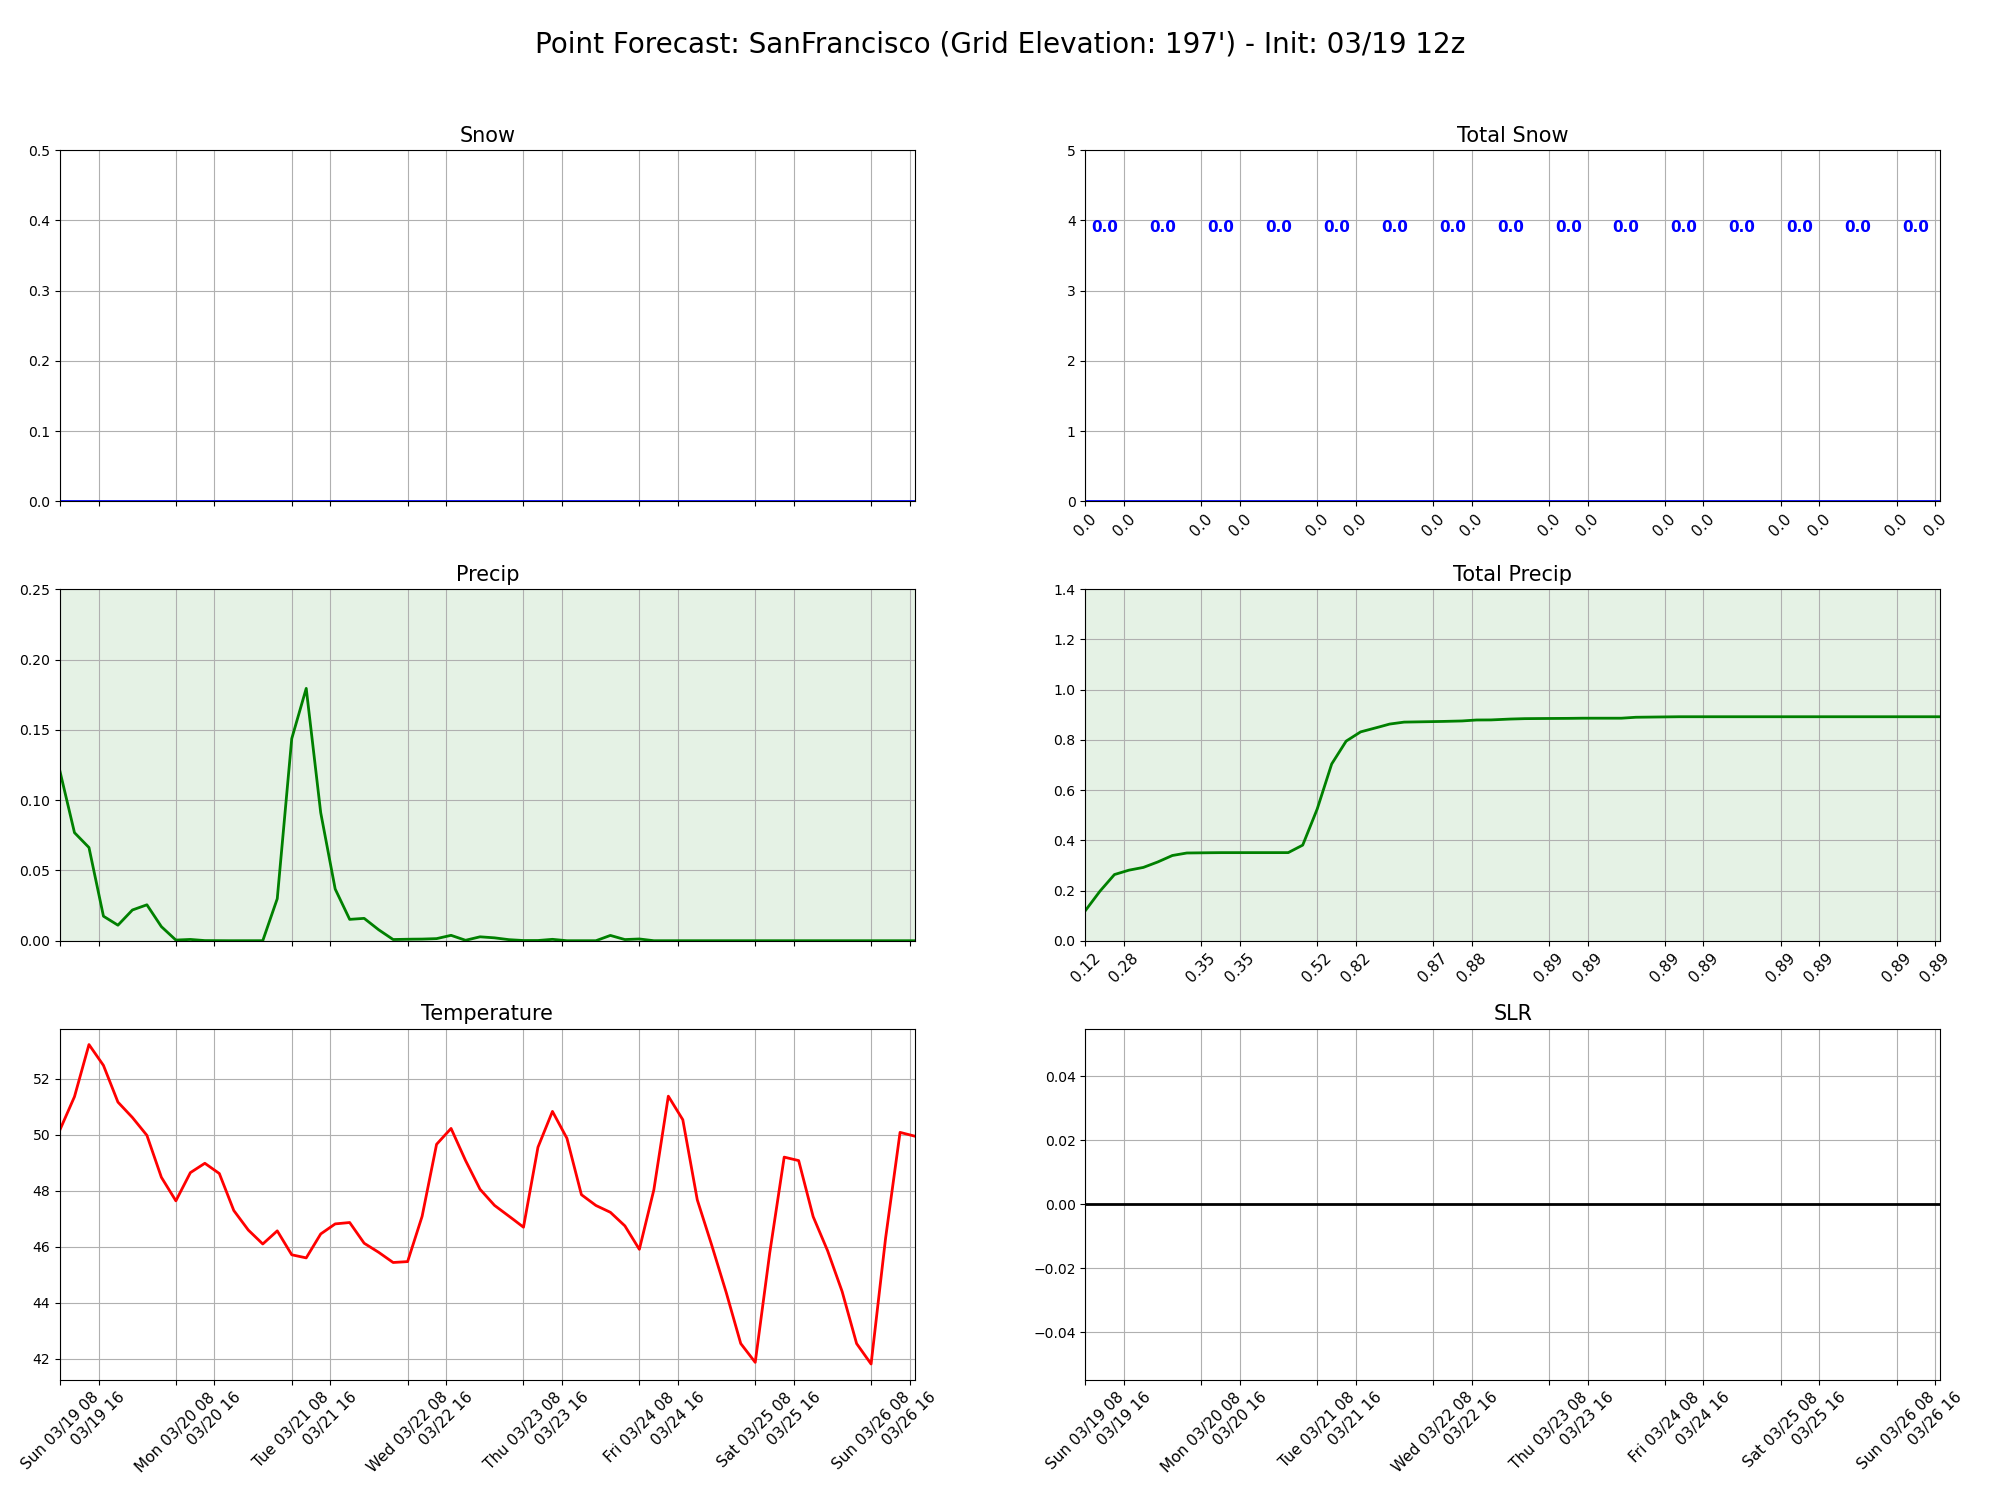 Point Forecast: SanFrancisco (Grid Elevation: 197') - Init: 03/19 12z
Snow
0.5
0.4
0.3
0.2
0.1
0.0
Total Snow
5
4
3
2
1
0
0.0 0.0 0.0 0.0 0.0 0.0 0.0 0.0 0.0 0.0 0.0 0.0 0.0 0.0 0.0
0.0 0.0 0.0 0.0 0.0 0.0 0.0 0.0 0.0 0.0 0.0 0.0 0.0 0.0 0.0 0.0
Precip
0.25
0.20
0.15
0.10
0.05
0.00
Total Precip
1.4
1.2
1.0
0.8
0.6
0.4
0.2
0.0
0.12 0.28 0.35 0.35 0.52 0.82 0.87 0.88 0.89 0.89 0.89 0.89 0.89 0.89 0.89 0.89
Temperature
52
50
48
46
44
42
Sun 03/19 08
03/19 16
Mon 03/20 08
03/20 16
Tue 03/21 08
03/21 16
Wed 03/22 08
03/22 16
Thu 03/23 08
03/23 16
Fri 03/24 08
03/24 16
Sat 03/25 08
03/25 16
Sun 03/26 08
03/26 16
SLR
0.04
0.02
0.00
−0.02
−0.04
Sun 03/19 08
03/19 16
Mon 03/20 08
03/20 16
Tue 03/21 08
03/21 16
Wed 03/22 08
03/22 16
Thu 03/23 08
03/23 16
Fri 03/24 08
03/24 16
Sat 03/25 08
03/25 16
Sun 03/26 08
03/26 16